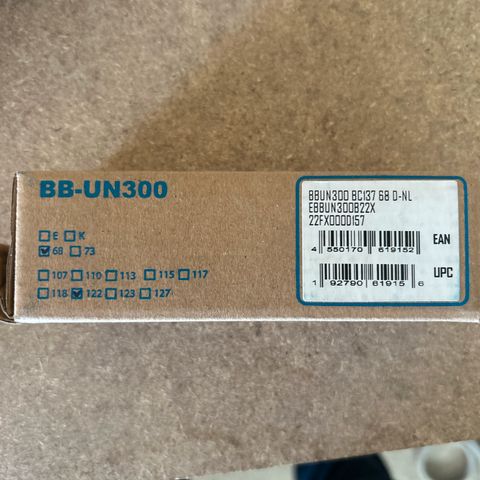 BB-UN300
E K
68 73
107 110 113 115 117
118 122 123 127
BBUN300 BC137 68 D-NL
EBBUN300B22X
22FX0000157
4 550170 619152
EAN
1 92790 61915 6
UPC